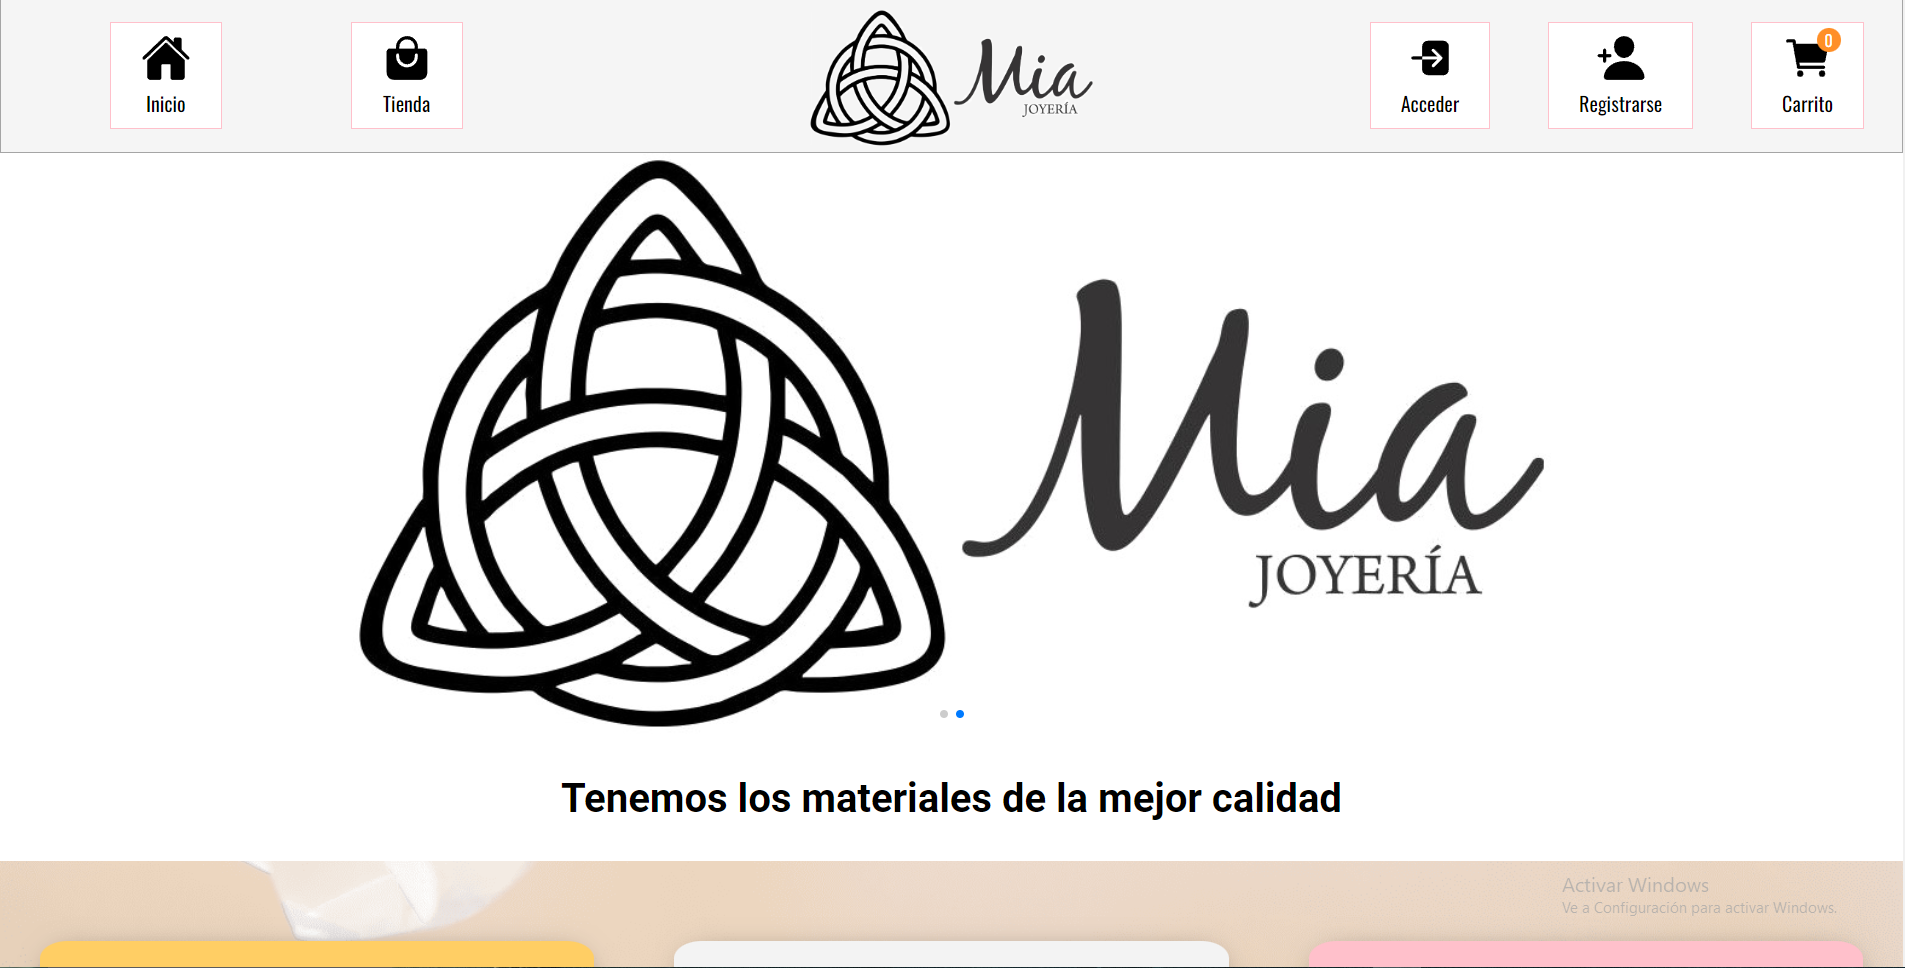 Inicio
Tienda
Mia
JOYERÍA
Acceder
Registrarse
0
Carrito
Mia
JOYERÍA
Tenemos los materiales de la mejor calidad
Activar Windows
Ve a Configuración para activar Windows.